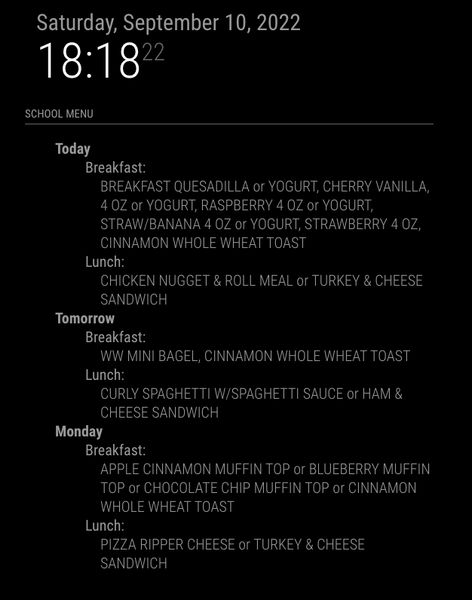 Saturday, September 10, 2022
18:18 22
SCHOOL MENU
Today
Breakfast:
BREAKFAST QUESADILLA or YOGURT, CHERRY VANILLA,
4 OZ or YOGURT, RASPBERRY 4 OZ or YOGURT,
STRAW/BANANA 4 OZ or YOGURT, STRAWBERRY 4 OZ,
CINNAMON WHOLE WHEAT TOAST
Lunch:
CHICKEN NUGGET & ROLL MEAL or TURKEY & CHEESE
SANDWICH
Tomorrow
Breakfast:
WW MINI BAGEL, CINNAMON WHOLE WHEAT TOAST
Lunch:
CURLY SPAGHETTI W/SPAGHETTI SAUCE or HAM &
CHEESE SANDWICH
Monday
Breakfast:
APPLE CINNAMON MUFFIN TOP or BLUEBERRY MUFFIN
TOP or CHOCOLATE CHIP MUFFIN TOP or CINNAMON
WHOLE WHEAT TOAST
Lunch:
PIZZA RIPPER CHEESE or TURKEY & CHEESE
SANDWICH